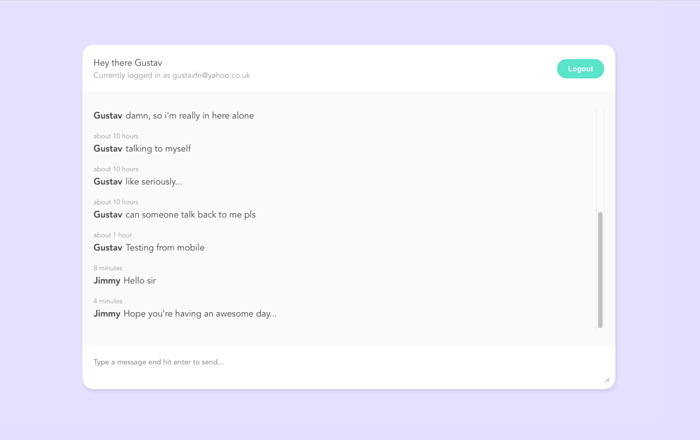 Hey there Gustav
Currently logged in as gustavfn@yahoo.co.uk
Logout
Gustav damn, so i'm really in here alone
about 10 hours
Gustav talking to myself
about 10 hours
Gustav like seriously...
about 10 hours
Gustav can someone talk back to me pls
about 1 hour
Gustav Testing from mobile
8 minutes
Jimmy Hello sir
4 minutes
Jimmy Hope you're having an awesome day...
Type a message end hit enter to send...